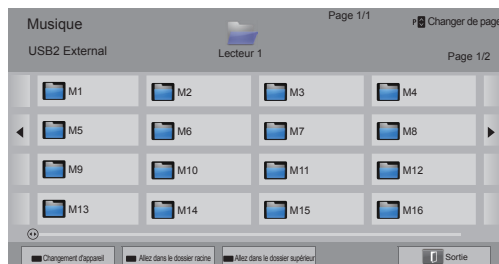 Musique
Page 1/1
P Changer de page
USB2 External
Lecteur 1
Page 1/2
M1 M2 M3 M4
M5 M6 M7 M8
M9 M10 M11 M12
M13 M14 M15 M16
Changement d'appareil Allez dans le dossier racine Allez dans le dossier supérieur Sortie